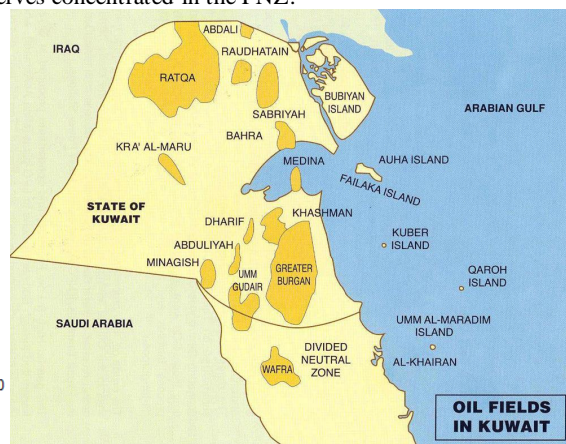 ABDALI
IRAQ
RAUDHATAIN
RATQA
BUBIYAN
ISLAND
ARABIAN GULF
SABRIYAH
BAHRA
KRA' AL-MARU
MEDINA
AUHA ISLAND
FAILAKA ISLAND
STATE OF
KUWAIT
KHASHMAN
DHARIF
KUBER
ISLAND
ABDULIYAH
MINAGISH
GREATER
BURGAN
UMM
GUDAIR
QAROH
ISLAND
SAUDI ARABIA
UMM AL-MARADIM
ISLAND
DIVIDED
NEUTRAL
ZONE
AL-KHAIRAN
WAFRA
OIL FIELDS
IN KUWAIT